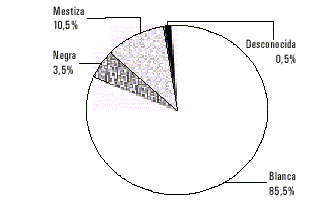 Mestiza
10,5%
Desconocida
0,5%
Negra
3,5%
Blanca
85,5%